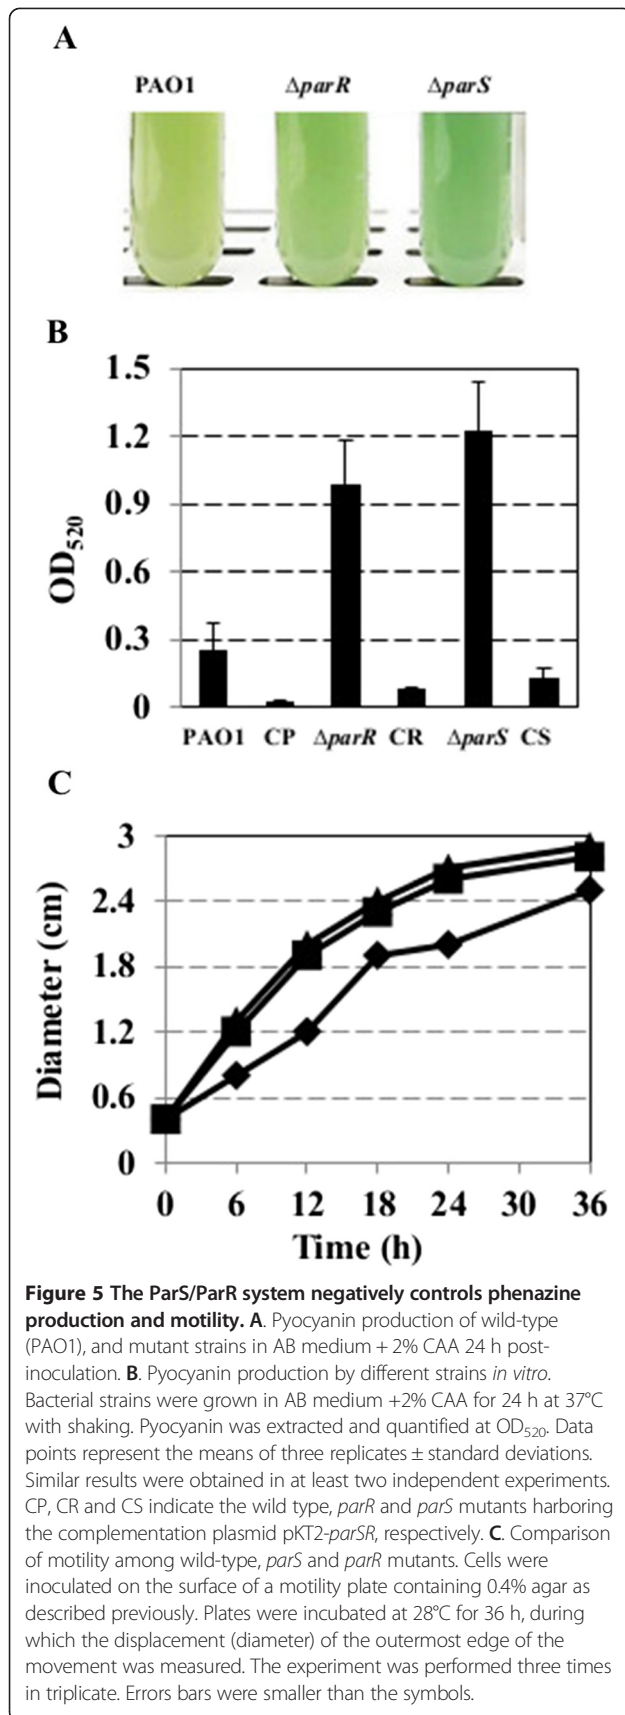 A
PAO1 ΔparR ΔparS
B
1.5
1.2
0.9
0.6
0.3
0
OD520
PAO1 CP ΔparR CR ΔparS CS
C
3
2.4
1.8
1.2
0.6
0
Diameter (cm)
0 6 12 18 24 30 36
Time (h)
Figure 5 The ParS/ParR system negatively controls phenazine
production and motility. A. Pyocyanin production of wild-type
(PAO1), and mutant strains in AB medium + 2% CAA 24 h post-
inoculation. B. Pyocyanin production by different strains in vitro.
Bacterial strains were grown in AB medium +2% CAA for 24 h at 37°C
with shaking. Pyocyanin was extracted and quantified at OD520. Data
points represent the means of three replicates ± standard deviations.
Similar results were obtained in at least two independent experiments.
CP, CR and CS indicate the wild type, parR and parS mutants harboring
the complementation plasmid pKT2-parSR, respectively. C. Comparison
of motility among wild-type, parS and parR mutants. Cells were
inoculated on the surface of a motility plate containing 0.4% agar as
described previously. Plates were incubated at 28°C for 36 h, during
which the displacement (diameter) of the outermost edge of the
movement was measured. The experiment was performed three times
in triplicate. Errors bars were smaller than the symbols.